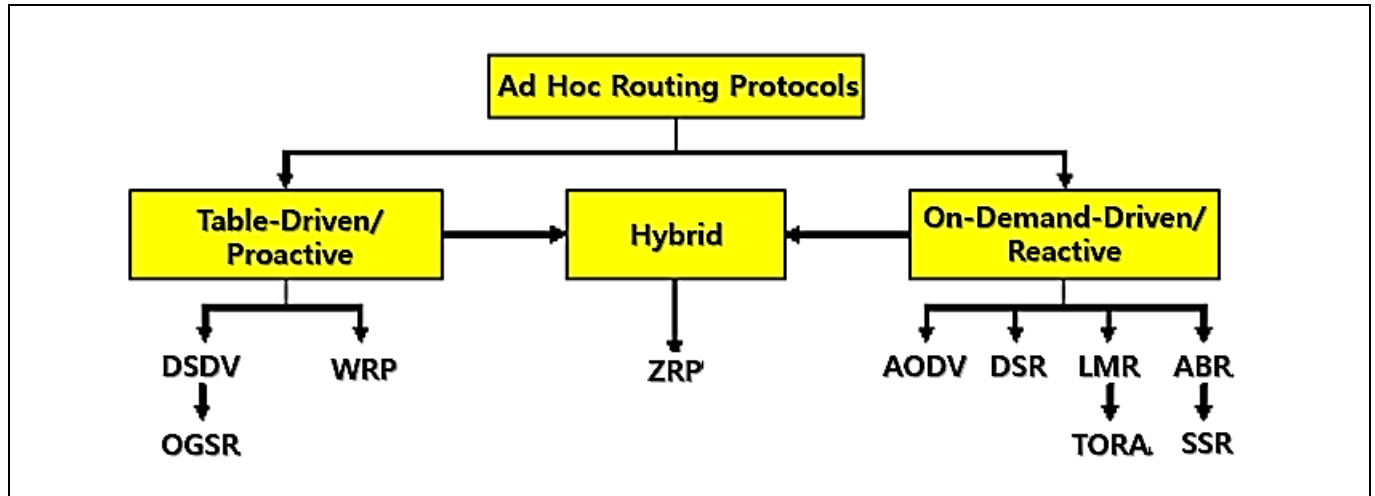 Ad Hoc Routing Protocols
Table-Driven/
Proactive
Hybrid
On-Demand-Driven/
Reactive
DSDV
WRP
ZRP
AODV
DSR
LMR
ABR
OGSR
TORA
SSR